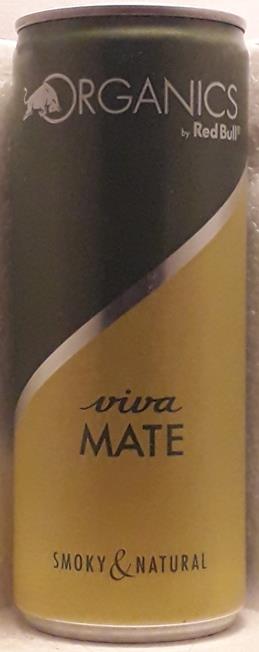 ORGANICS
by Red Bull®
viva
MATE
SMOKY & NATURAL